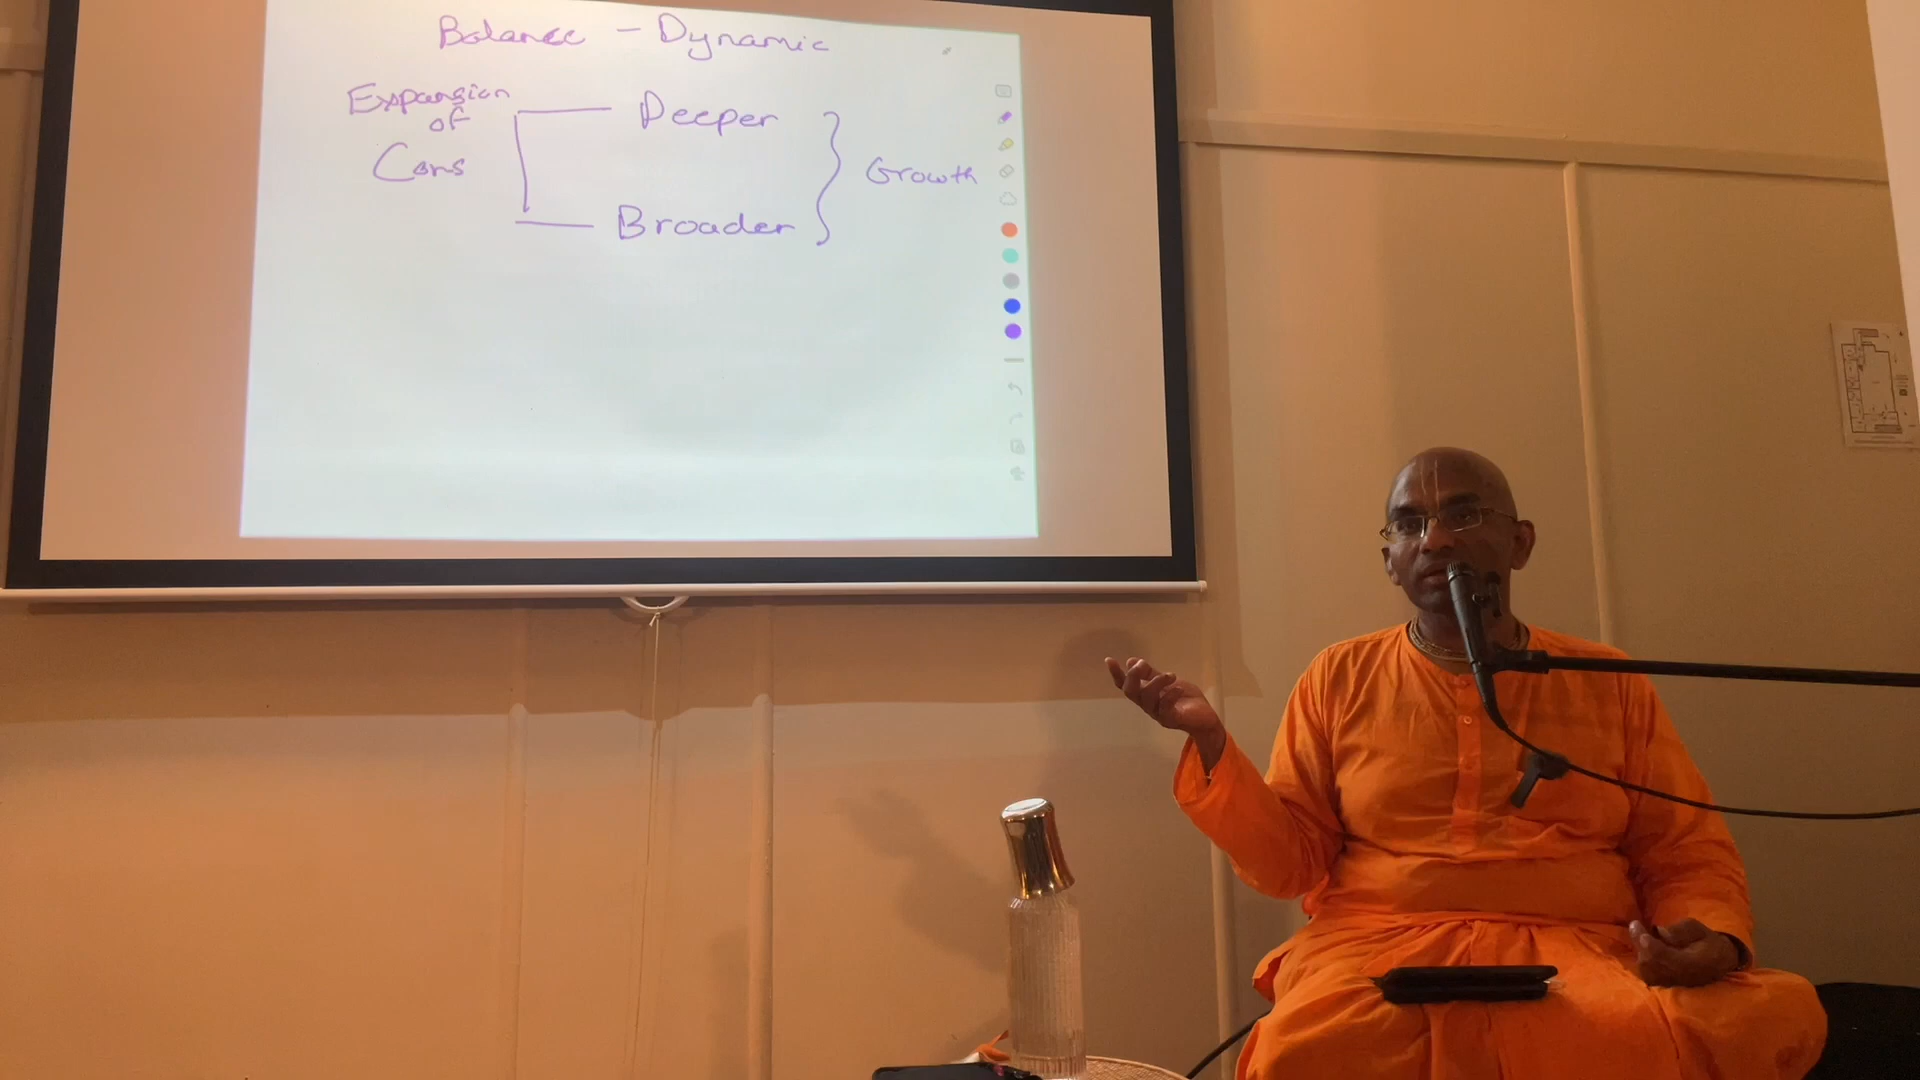 Balance - Dynamic
Expansion
of
Cons
Deeper
Broader
Growth